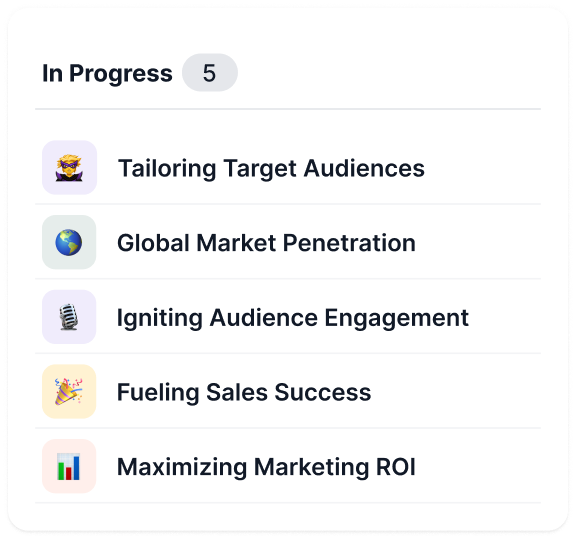 In Progress 5
Tailoring Target Audiences
Global Market Penetration
Igniting Audience Engagement
Fueling Sales Success
Maximizing Marketing ROI